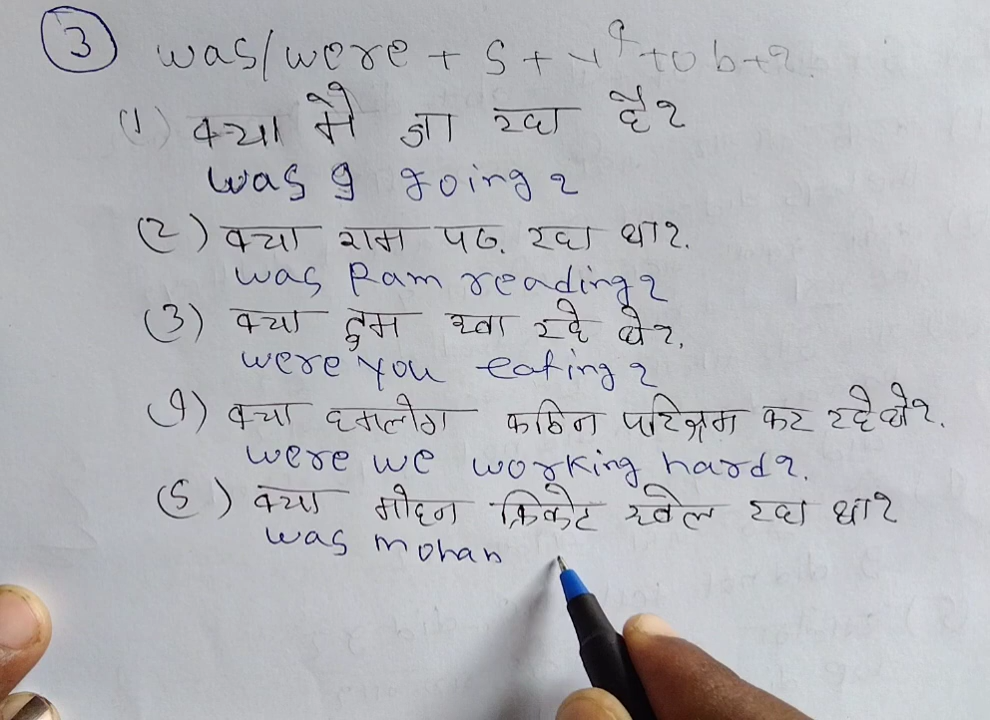 3 was/were + S + v⁴ + ob + ?
(1) क्या मैं जा रहा है?
was I going?
(2) क्या राम पढ़ रहा था?
was Ram reading?
(3) क्या तुम खा रहे थे?
were you eating?
(4) क्या हमलोग कठिन परिश्रम कर रहे थे?
were we working hard?
(5) क्या मोहन क्रिकेट खेल रहा था?
was mohan